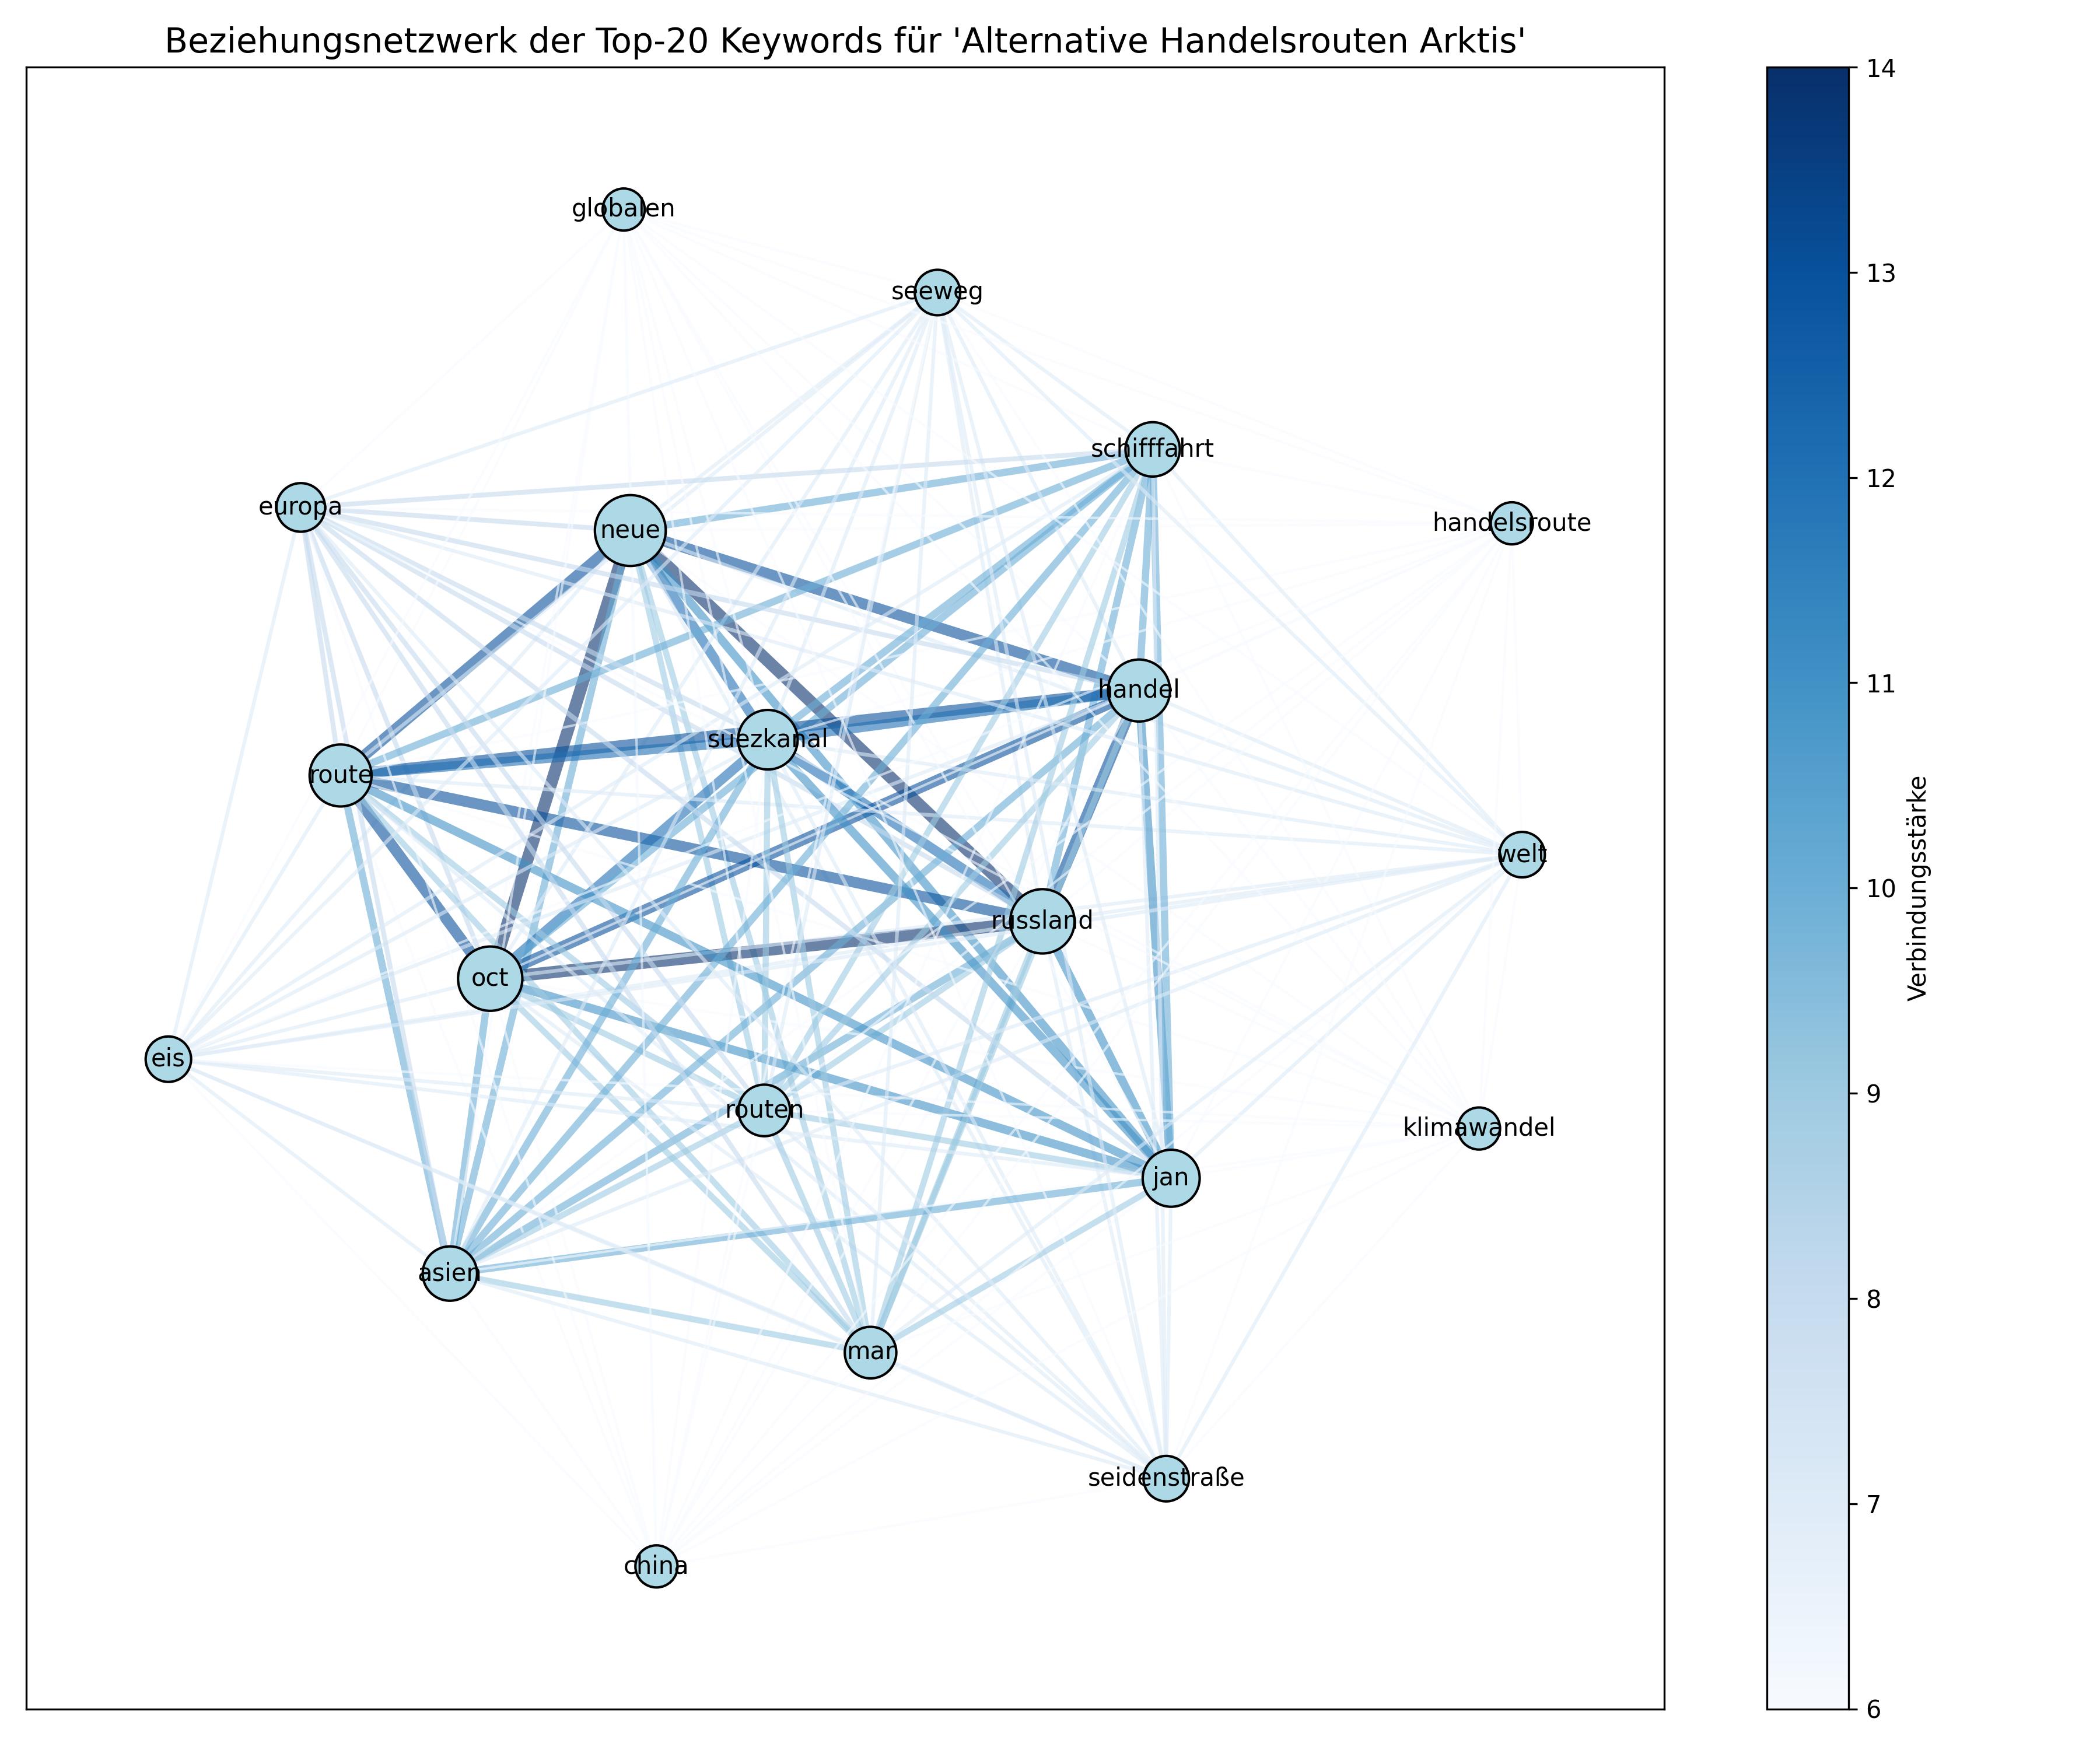 Beziehungsnetzwerk der Top-20 Keywords für 'Alternative Handelsrouten Arktis'
globalen
seeweg
schifffahrt
europa
handelsroute
neue
handel
suezkanal
route
welt
russland
oct
eis
routen
klimawandel
jan
asien
mar
seidenstraße
china
14
13
12
11
10
9
8
7
6
Verbindungsstärke